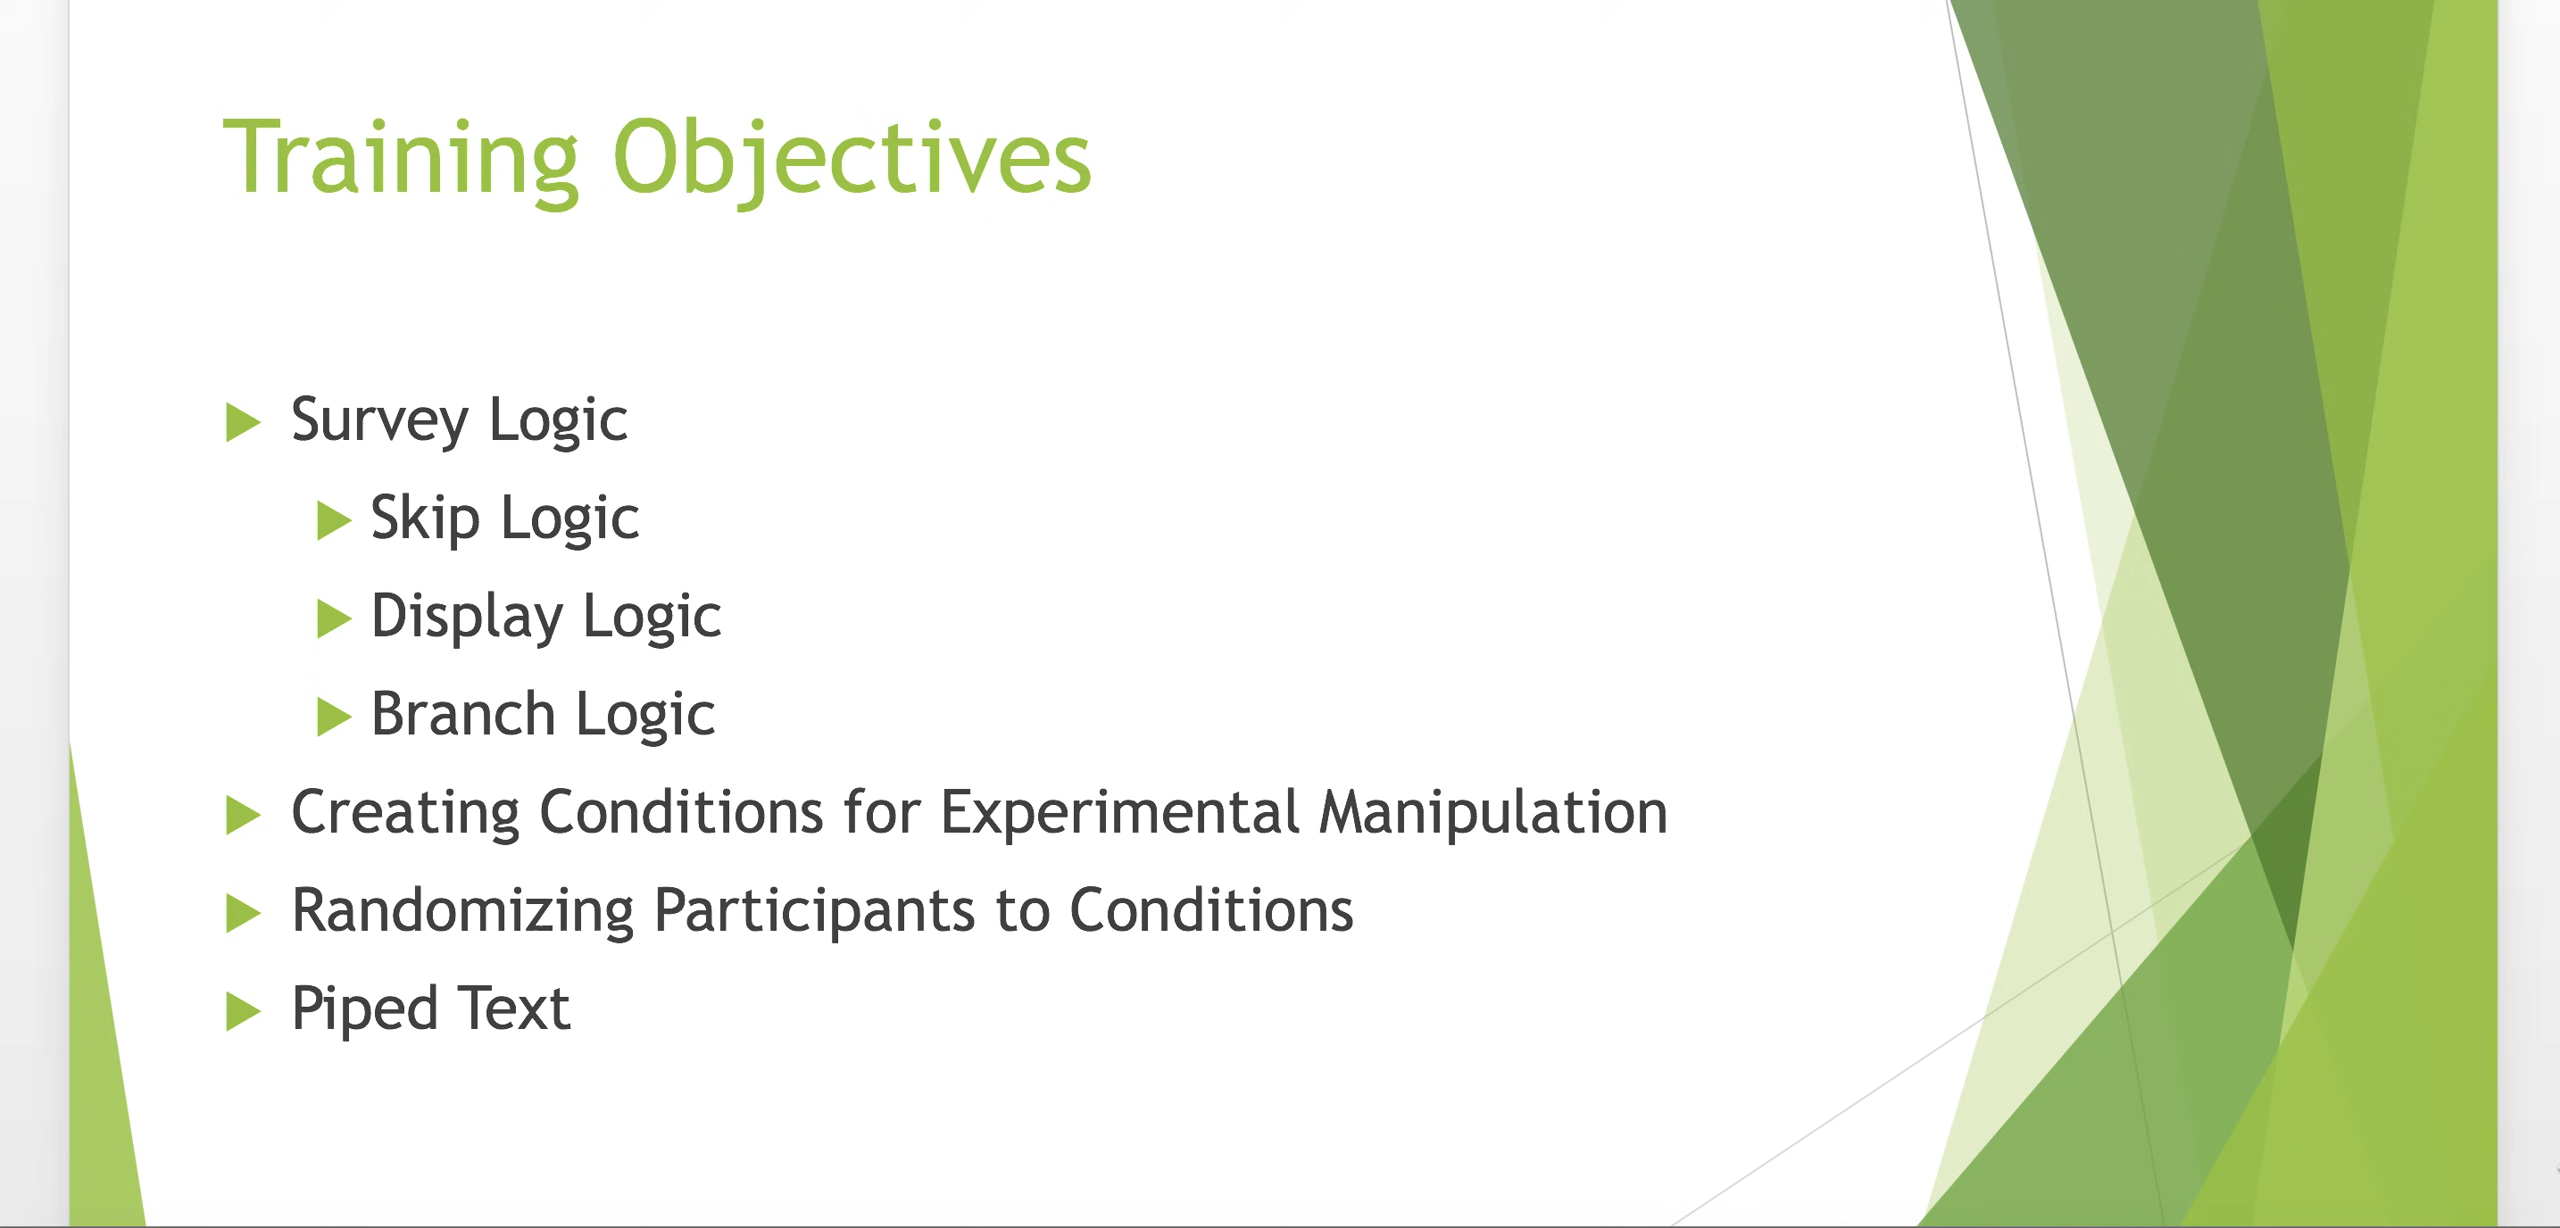 Training Objectives
Survey Logic
Skip Logic
Display Logic
Branch Logic
Creating Conditions for Experimental Manipulation
Randomizing Participants to Conditions
Piped Text